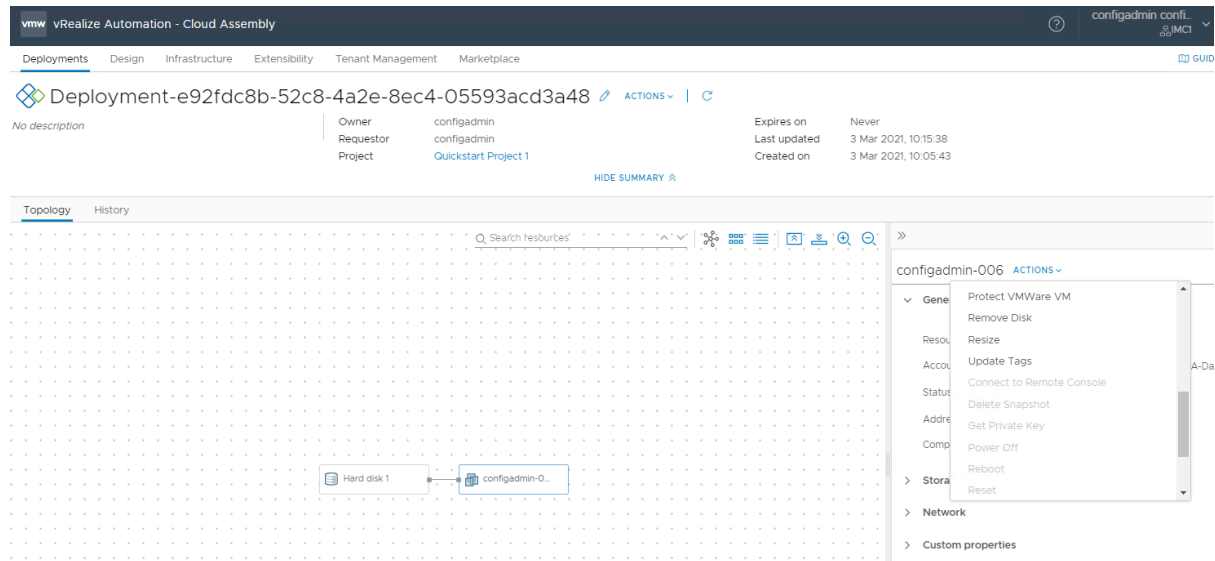 vmw vRealize Automation - Cloud Assembly
configadmin confi...
IMC1
Deployments Design Infrastructure Extensibility Tenant Management Marketplace
GUID
Deployment-e92fdc8b-52c8-4a2e-8ec4-05593acd3a48 ACTIONS
No description
Owner configadmin
Requestor configadmin
Project Quickstart Project 1
Expires on Never
Last updated 3 Mar 2021, 10:15:38
Created on 3 Mar 2021, 10:05:43
HIDE SUMMARY
Topology History
Search resources
Hard disk 1
configadmin-0...
configadmin-006 ACTIONS
Gene
Resou
Accou
A-Da
Status
Addre
Comp
Stora
Network
Custom properties
Protect VMWare VM
Remove Disk
Resize
Update Tags
Connect to Remote Console
Delete Snapshot
Get Private Key
Power Off
Reboot
Reset